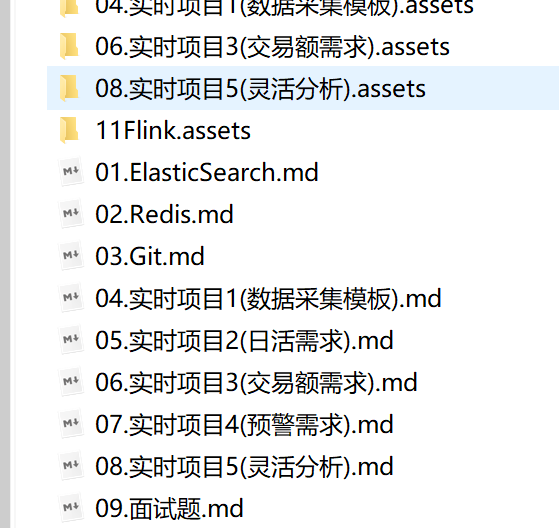 04.实时项目1(数据采集模板).assets
06.实时项目3(交易额需求).assets
08.实时项目5(灵活分析).assets
11Flink.assets
01.ElasticSearch.md
02.Redis.md
03.Git.md
04.实时项目1(数据采集模板).md
05.实时项目2(日活需求).md
06.实时项目3(交易额需求).md
07.实时项目4(预警需求).md
08.实时项目5(灵活分析).md
09.面试题.md